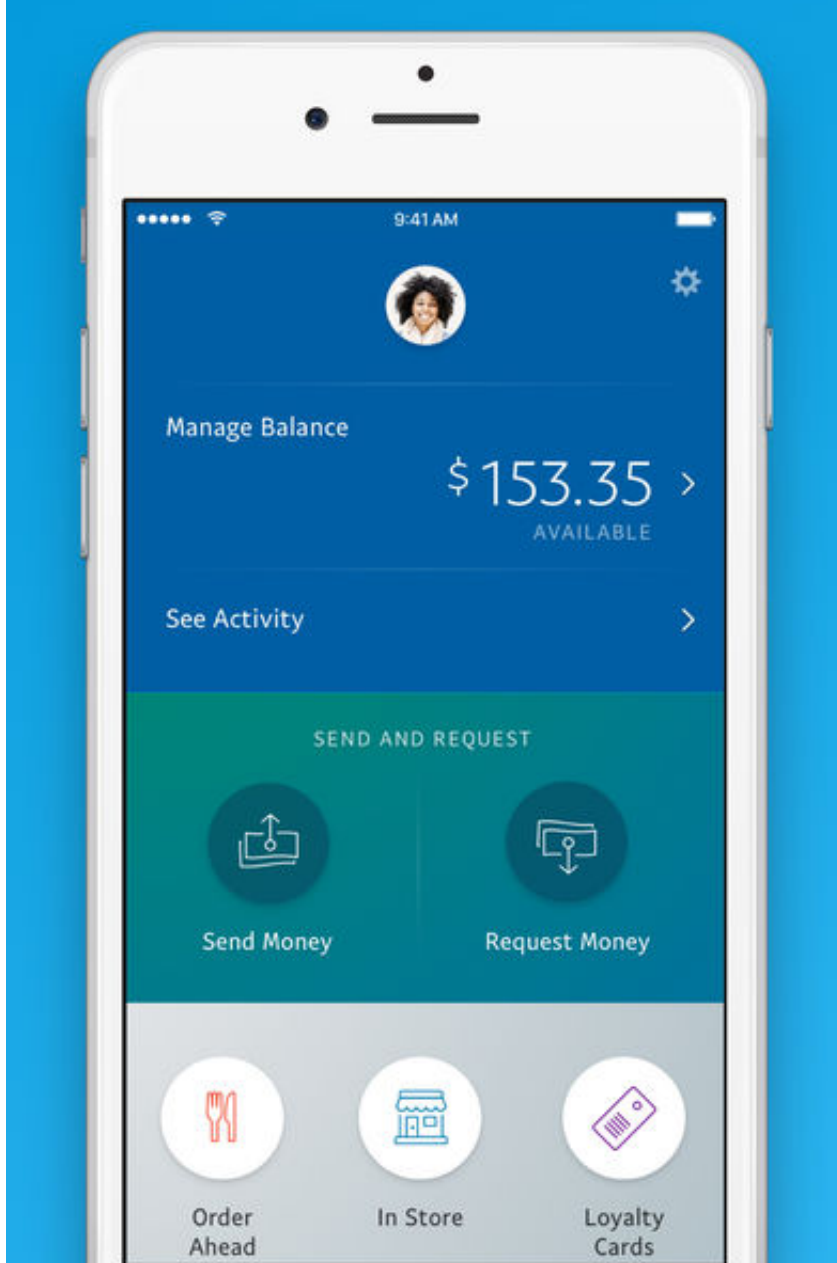 9:41 AM
Manage Balance
$153.35
AVAILABLE
See Activity
SEND AND REQUEST
Send Money
Request Money
Order
Ahead
In Store
Loyalty
Cards